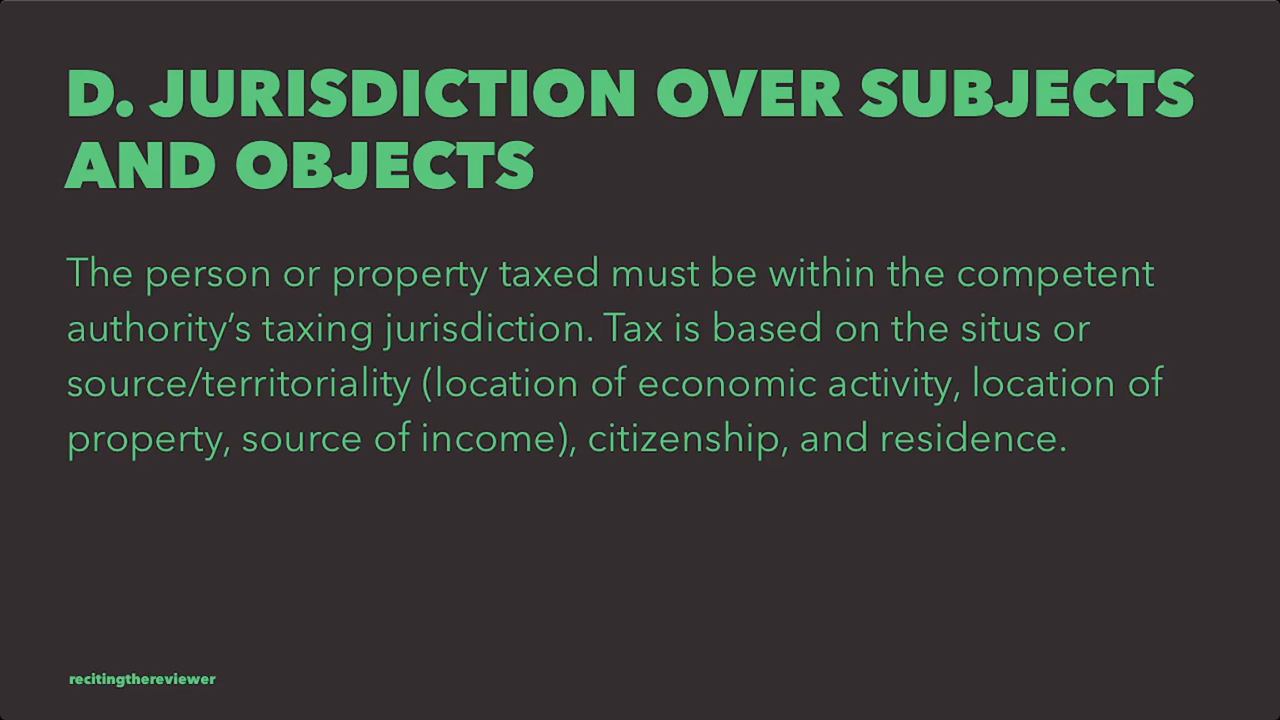 D. JURISDICTION OVER SUBJECTS
AND OBJECTS
The person or property taxed must be within the competent
authority’s taxing jurisdiction. Tax is based on the situs or
source/territoriality (location of economic activity, location of
property, source of income), citizenship, and residence.
recitingthereviewer